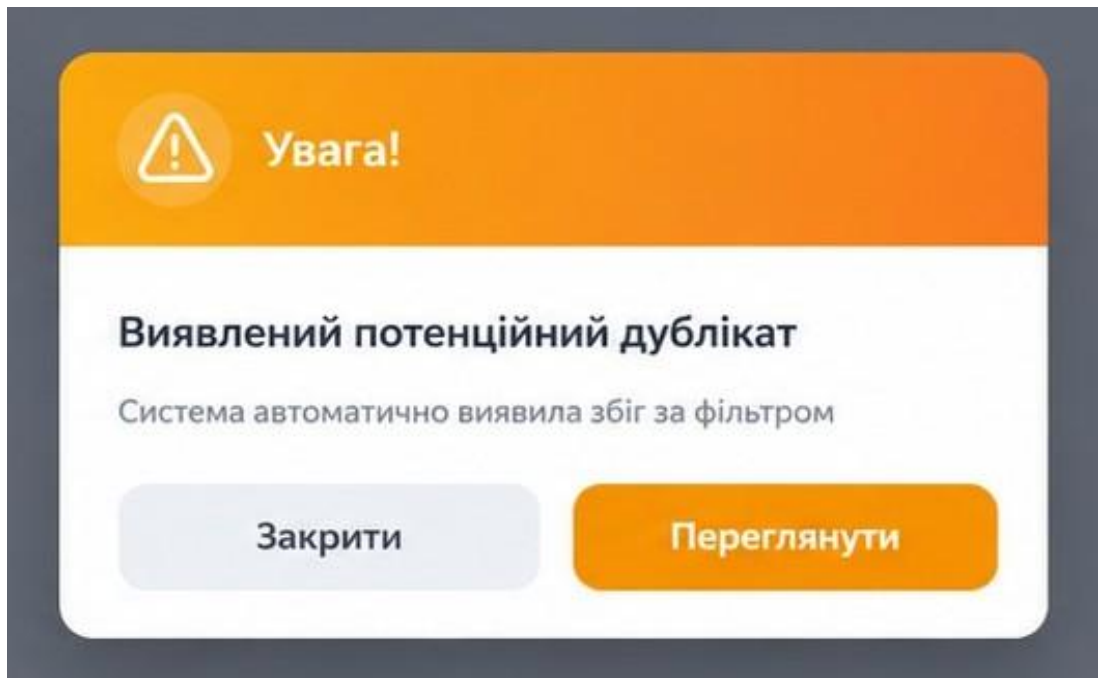 Увага!
Виявлений потенційний дублікат
Система автоматично виявила збіг за фільтром
Закрити
Переглянути